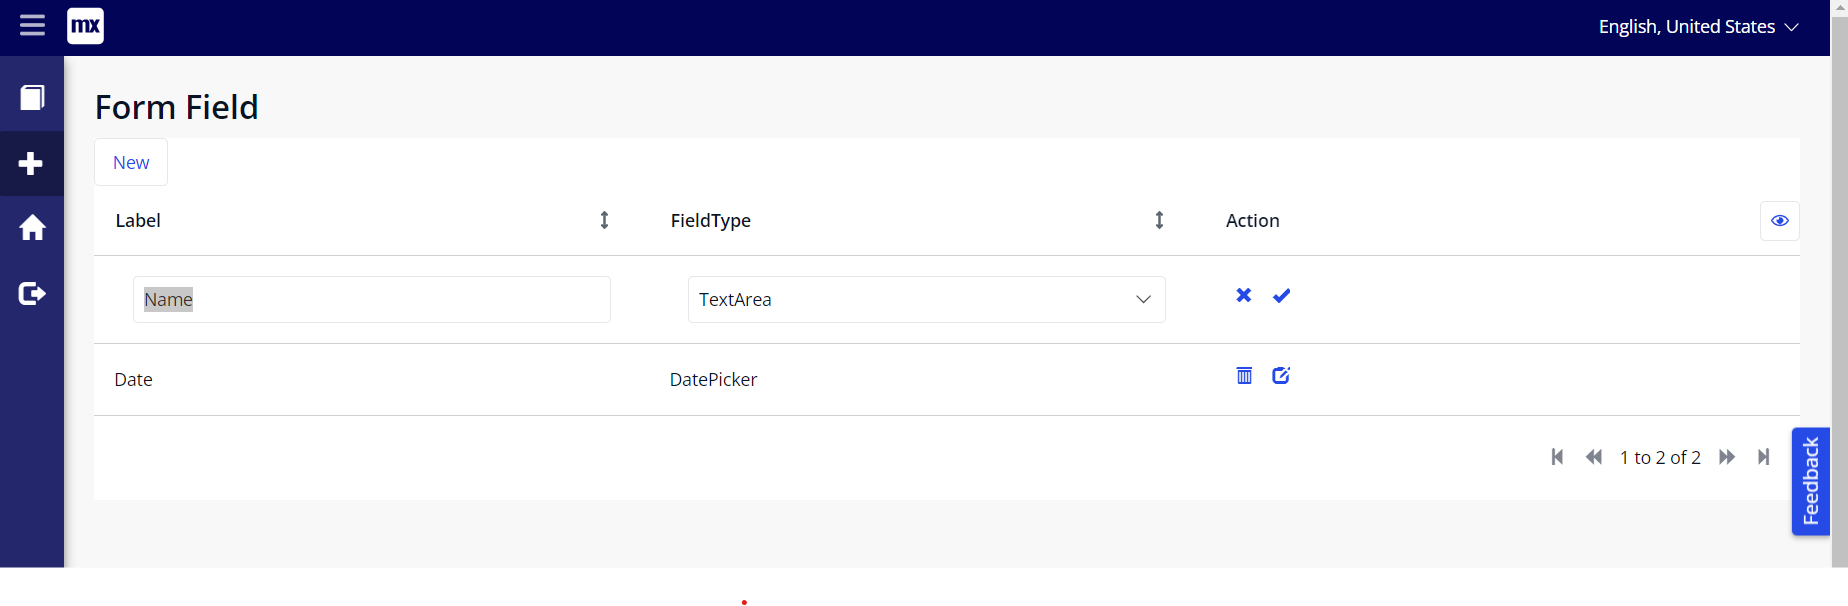 mx
English, United States
Form Field
New
Label FieldType Action
Name TextArea
Date DatePicker
1 to 2 of 2
Feedback